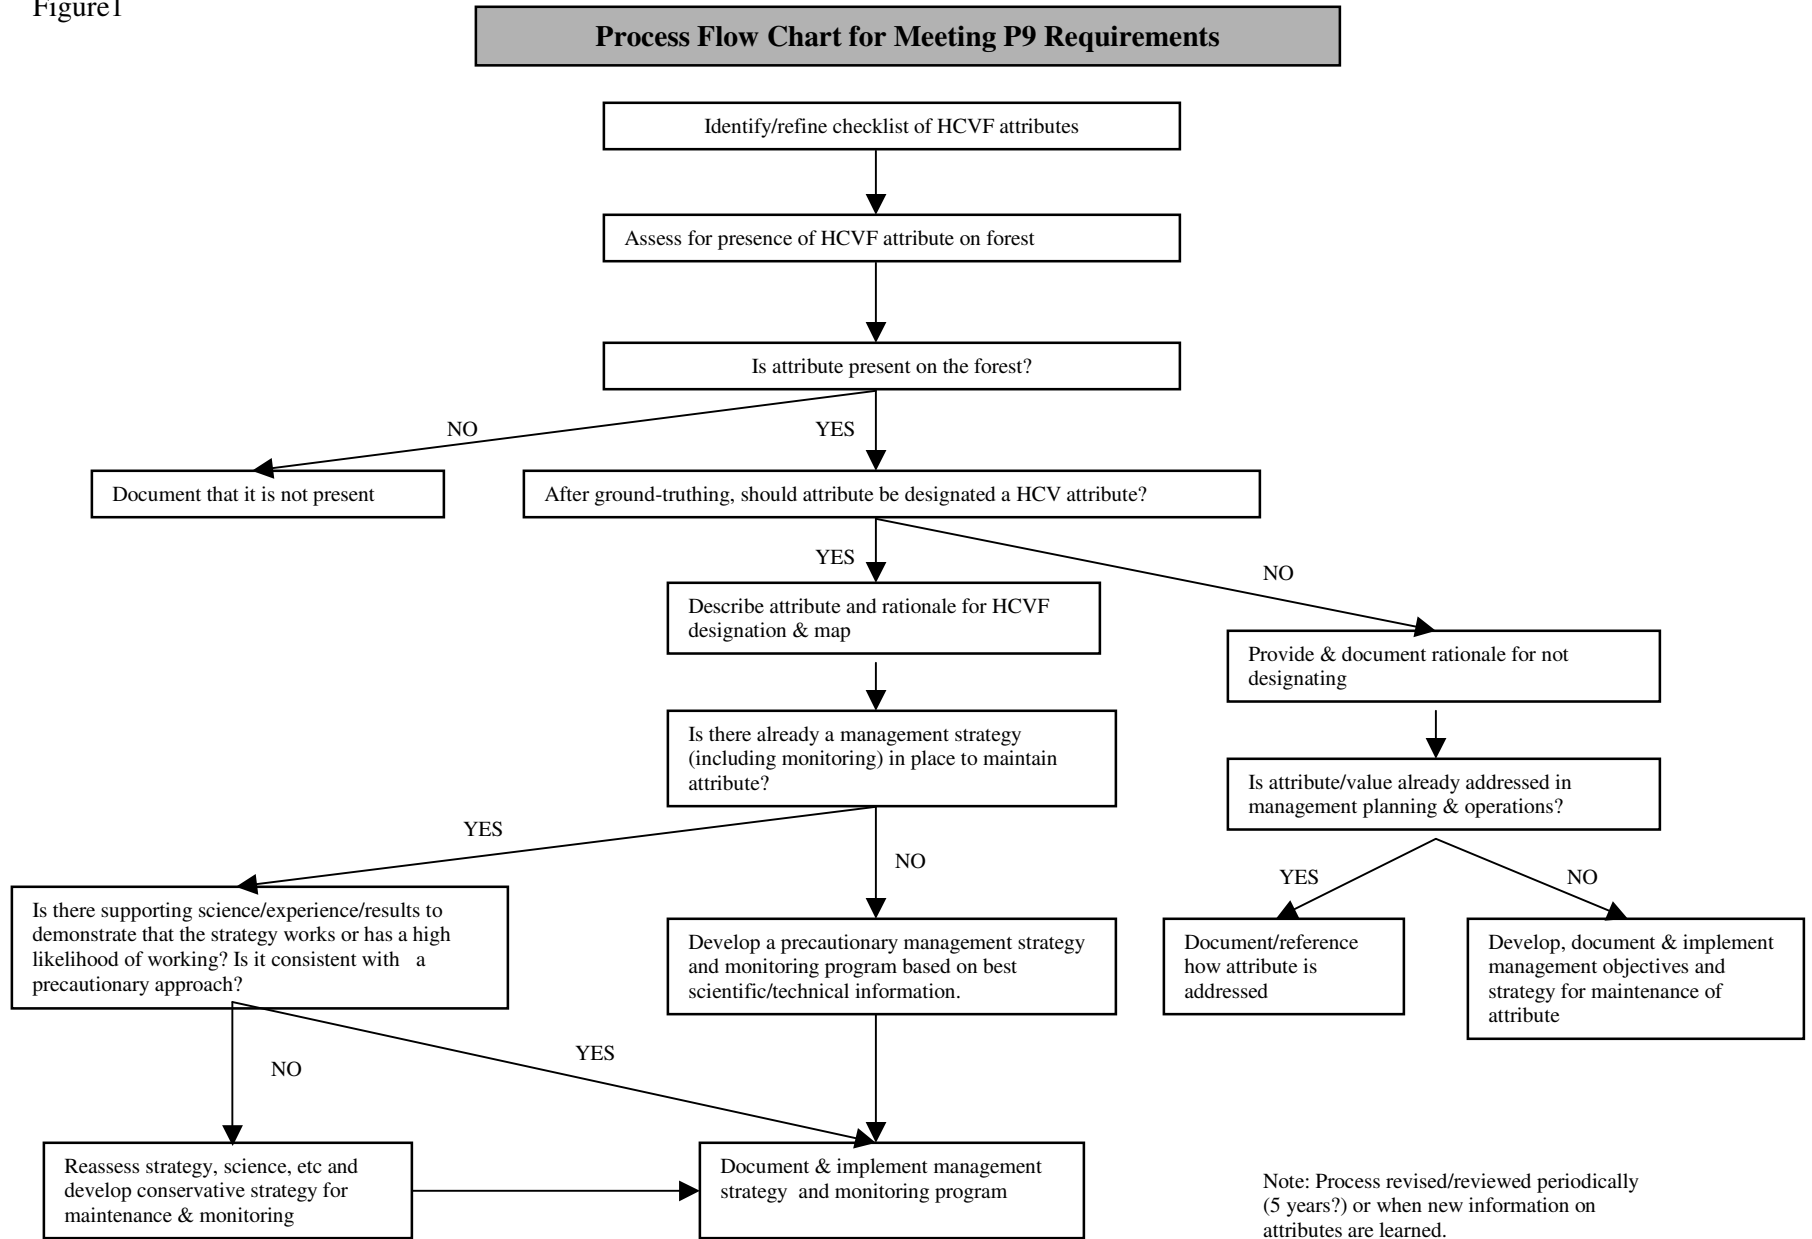 Figure1
Process Flow Chart for Meeting P9 Requirements
Identify/refine checklist of HCVF attributes
Assess for presence of HCVF attribute on forest
Is attribute present on the forest?
NO
YES
Document that it is not present
After ground-truthing, should attribute be designated a HCV attribute?
YES
NO
Describe attribute and rationale for HCVF
designation & map
Provide & document rationale for not
designating
Is there already a management strategy
(including monitoring) in place to maintain
attribute?
Is attribute/value already addressed in
management planning & operations?
YES
NO
YES
NO
Is there supporting science/experience/results to
demonstrate that the strategy works or has a high
likelihood of working? Is it consistent with a
precautionary approach?
Develop a precautionary management strategy
and monitoring program based on best
scientific/technical information.
Document/reference
how attribute is
addressed
Develop, document & implement
management objectives and
strategy for maintenance of
attribute
NO
YES
Reassess strategy, science, etc and
develop conservative strategy for
maintenance & monitoring
Document & implement management
strategy and monitoring program
Note: Process revised/reviewed periodically
(5 years?) or when new information on
attributes are learned.